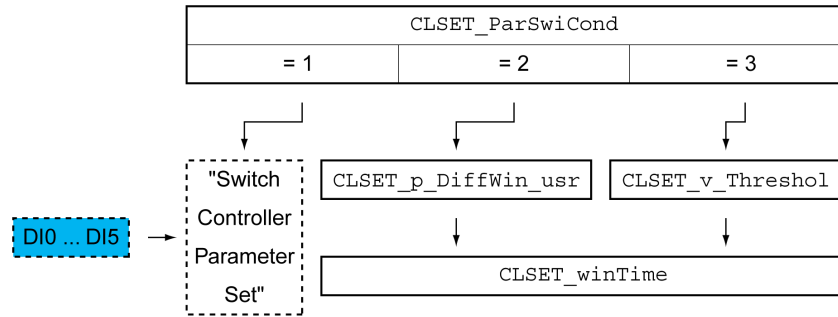 CLSET_ParSwiCond
= 1
= 2
= 3
"Switch
Controller
Parameter
Set"
CLSET_p_DiffWin_usr
CLSET_v_Threshol
DI0 ... DI5
CLSET_winTime